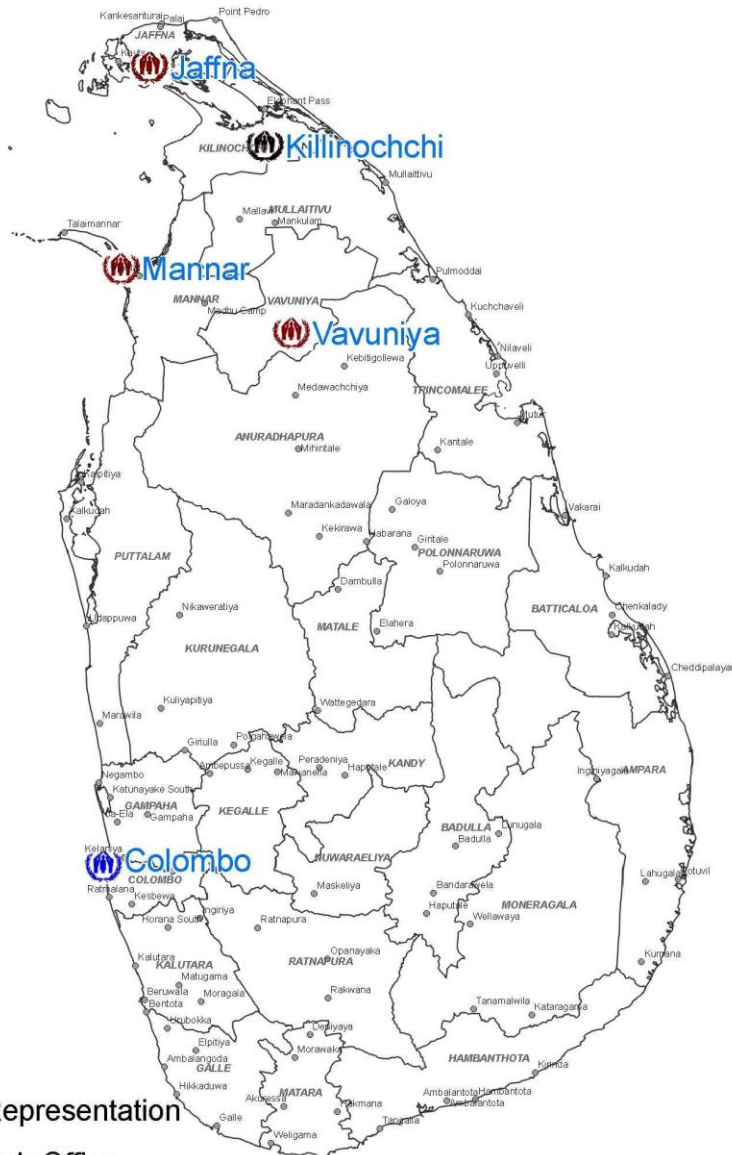 Point Pedro
Kankesanturai
Palai
JAFFNA
Jaffna
Elephant Pass
Killinochchi
Mullaittivu
MULLAITIVU
Mallavi
Mankulam
Talaimannar
Mannar
Pulmoddai
MANNAR
Madhu Camp
VAVUNIYA
Kuchchaveli
Vavuniya
Nilaveli
Kebitigollewa
Uppuvelli
TRINCOMALEE
Medawachchiya
Mutur
ANURADHAPURA
Mihintale
Kantale
Kalpitiya
Maradankadawala
Galoya
Vakarai
Kalkudah
Kekirawa
Habarana
Giritale
PUTTALAM
POLONNARUWA
Polonnaruwa
Kalkudah
Dambulla
BATTICALOA
Chenkalady
Nikaweratiya
Udappuwa
MATALE
Elahera
Kalkudah
KURUNEGALA
Cheddipalayam
Kuliyapitiya
Wattegedara
Marawila
Giriulla
Polgahawela
Ambepussa
Kegalle
Mawanella
Peradeniya
Haputale
KANDY
Inginiyagala
AMPARA
Negambo
Katunayake South
GAMPAHA
Ja-Ela
Gampaha
KEGALLE
BADULLA
Lunugala
Badulla
Kelaniya
Colombo
NUWARAELIYA
COLOMBO
Maskeliya
Bandarawela
Lahugala
Potuvil
Ratmalana
Kesbewa
Haputale
MONERAGALA
Ingiriya
Horana South
Ratnapura
Wellawaya
Kalutara
KALUTARA
RATNAPURA
Opanayaka
Kumana
Matugama
Beruwala
Moragala
Rakwana
Bentota
Tanamalwila
Kataragama
Urubokka
Deniyaya
Elpitiya
Morawaka
HAMBANTHOTA
Ambalangoda
GALLE
Kirinda
Hikkaduwa
MATARA
Akuressa
Ambalantota
Hambantota
Ambalantota
Representation
Hakmana
Galle
Tangalla
Weligama